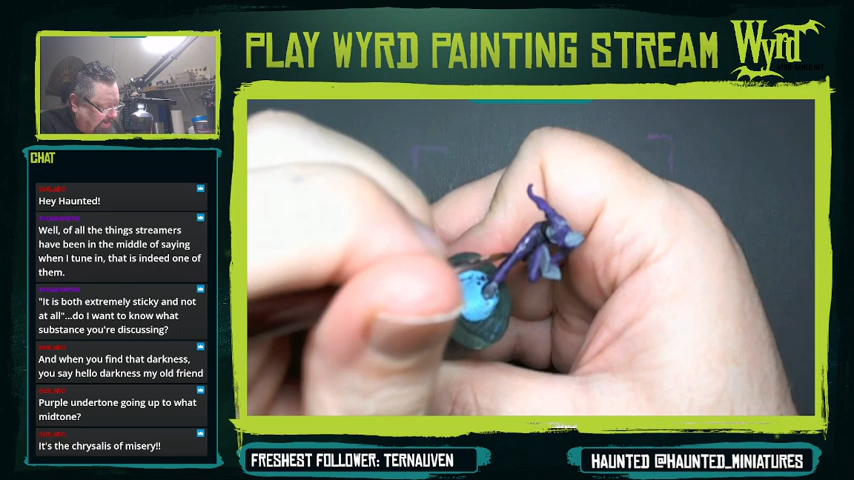 PLAY WYRD PAINTING STREAM
Wyrd
CHAT
Hey Haunted!
Well, of all the things streamers
have been in the middle of saying
when I tune in, that is indeed one of
them.
"It is both extremely sticky and not
at all"...do I want to know what
substance you're discussing?
And when you find that darkness,
you say hello darkness my old friend
Purple undertone going up to what
midtone?
It's the chrysalis of misery!!
FRESHEST FOLLOWER: TERNAUVEN
HAUNTED @HAUNTED_MINIATURES